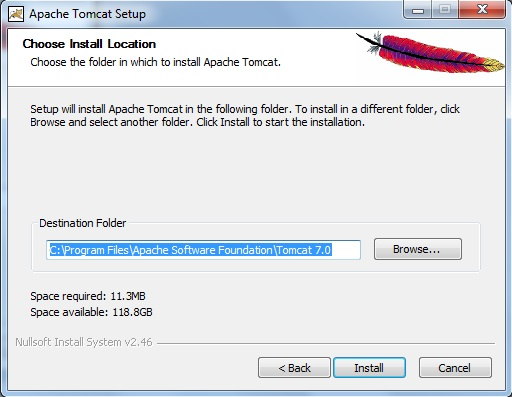 Apache Tomcat Setup
Choose Install Location
Choose the folder in which to install Apache Tomcat.
Setup will install Apache Tomcat in the following folder. To install in a different folder, click
Browse and select another folder. Click Install to start the installation.
Destination Folder
C:\Program Files\Apache Software Foundation\Tomcat 7.0
Browse...
Space required: 11.3MB
Space available: 118.8GB
Nullsoft Install System v2.46
< Back
Install
Cancel